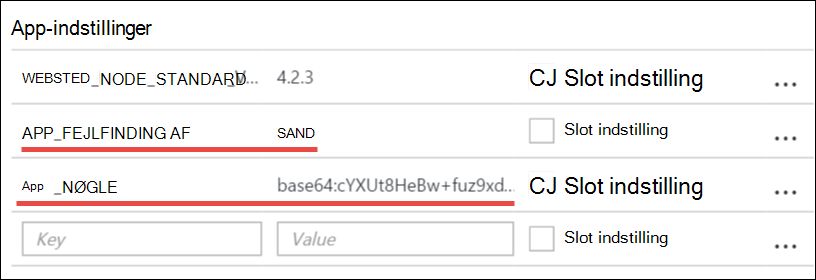 App-indstillinger
WEBSTED_NODE_STANDARD_V... 4.2.3 CJ Slot indstilling ...
APP_FEJLFINDING AF SAND Slot indstilling ...
App _NØGLE base64:cYXUt8HeBw+fuz9xd... CJ Slot indstilling ...
Key Value Slot indstilling ...